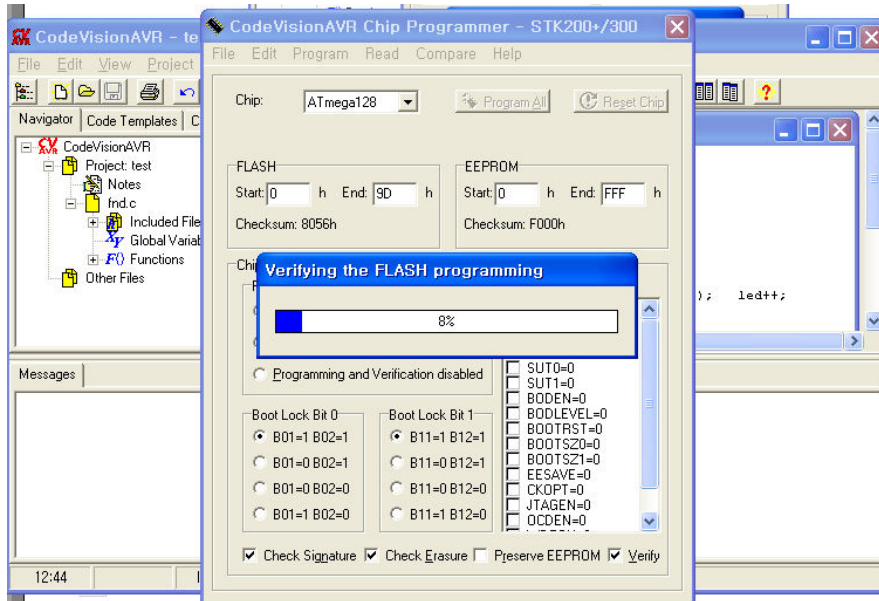 CodeVisionAVR - te
File Edit View Project
Navigator Code Templates C
CodeVisionAVR
Project: test
Notes
fnd.c
Included File
Global Variab
F() Functions
Other Files
Messages
12:44
CodeVisionAVR Chip Programmer - STK200+/300
File Edit Program Read Compare Help
Chip: ATmega128 Program All Reset Chip
FLASH
Start: 0 h End: 9D h
Checksum: 8056h
EEPROM
Start: 0 h End: FFF h
Checksum: F000h
Chi
Verifying the FLASH programming
8%
Programming and Verification disabled
SUT0=0
SUT1=0
BODEN=0
BODLEVEL=0
BOOTRST=0
BOOTSZ0=0
BOOTSZ1=0
EESAVE=0
CKOPT=0
JTAGEN=0
OCDEN=0
Boot Lock Bit 0
B01=1 B02=1
B01=0 B02=1
B01=0 B02=0
B01=1 B02=0
Boot Lock Bit 1
B11=1 B12=1
B11=0 B12=1
B11=0 B12=0
B11=1 B12=0
Check Signature Check Erasure Preserve EEPROM Verify
); led++;